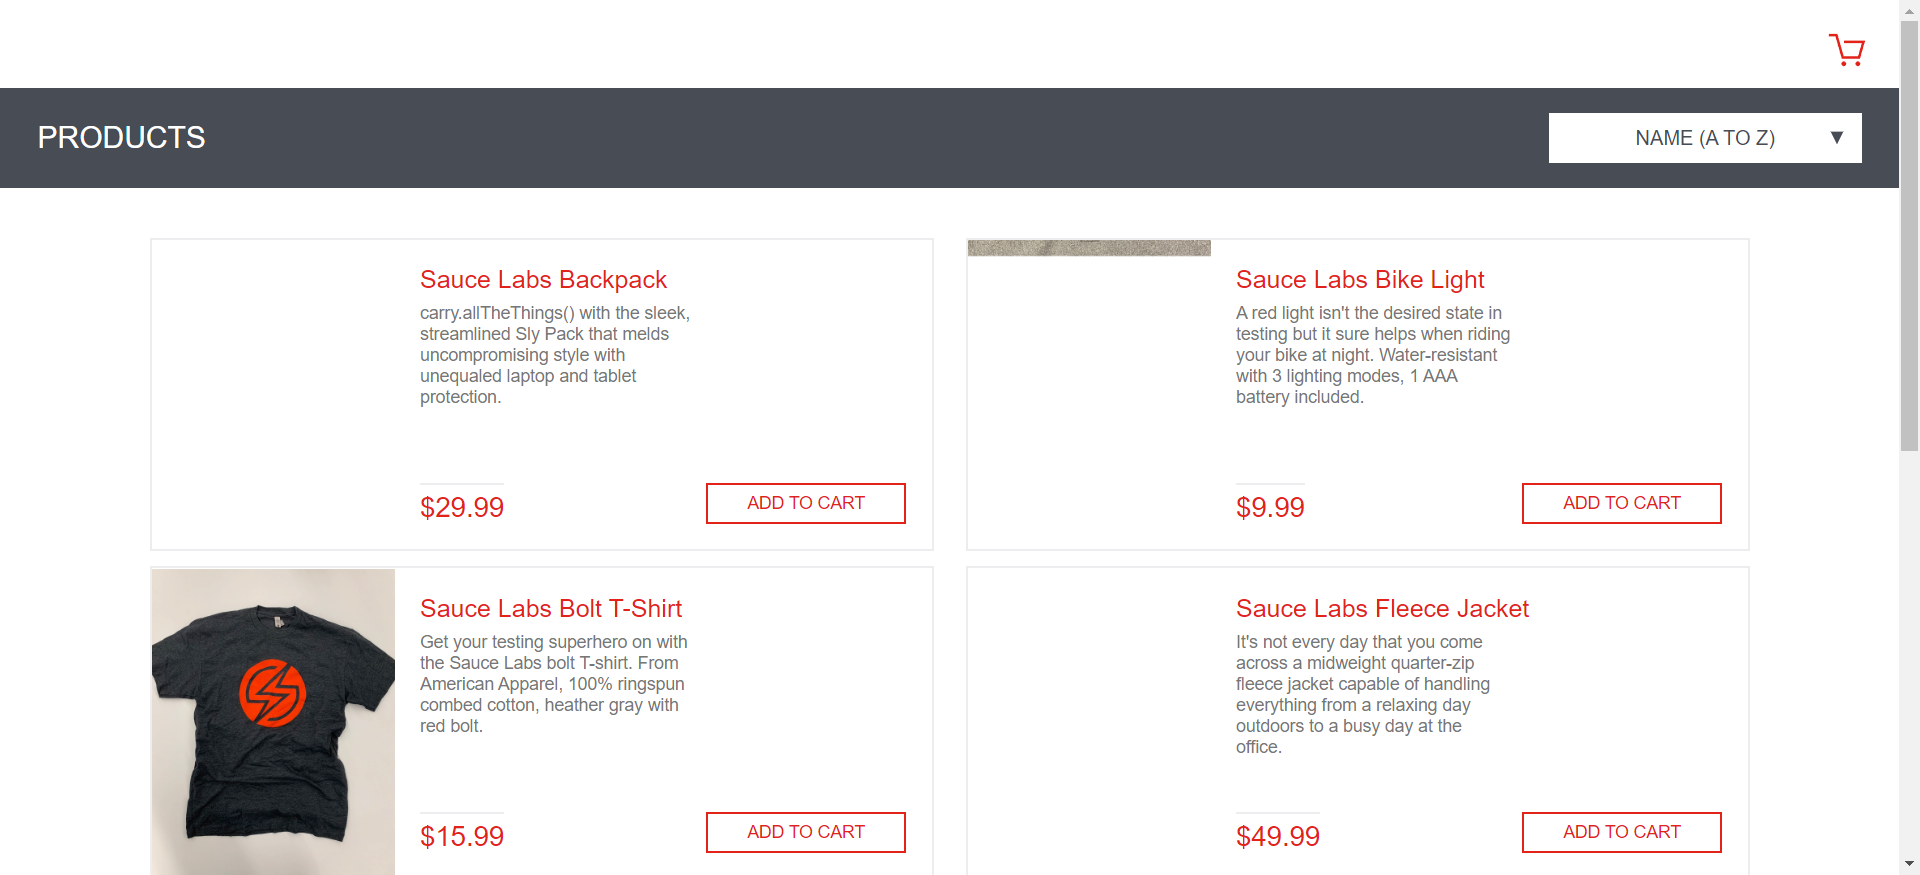 PRODUCTS
NAME (A TO Z)
Sauce Labs Backpack
carry.allTheThings() with the sleek,
streamlined Sly Pack that melds
uncompromising style with
unequaled laptop and tablet
protection.
$29.99
ADD TO CART
Sauce Labs Bike Light
A red light isn't the desired state in
testing but it sure helps when riding
your bike at night. Water-resistant
with 3 lighting modes, 1 AAA
battery included.
$9.99
ADD TO CART
Sauce Labs Bolt T-Shirt
Get your testing superhero on with
the Sauce Labs bolt T-shirt. From
American Apparel, 100% ringspun
combed cotton, heather gray with
red bolt.
$15.99
ADD TO CART
Sauce Labs Fleece Jacket
It's not every day that you come
across a midweight quarter-zip
fleece jacket capable of handling
everything from a relaxing day
outdoors to a busy day at the
office.
$49.99
ADD TO CART